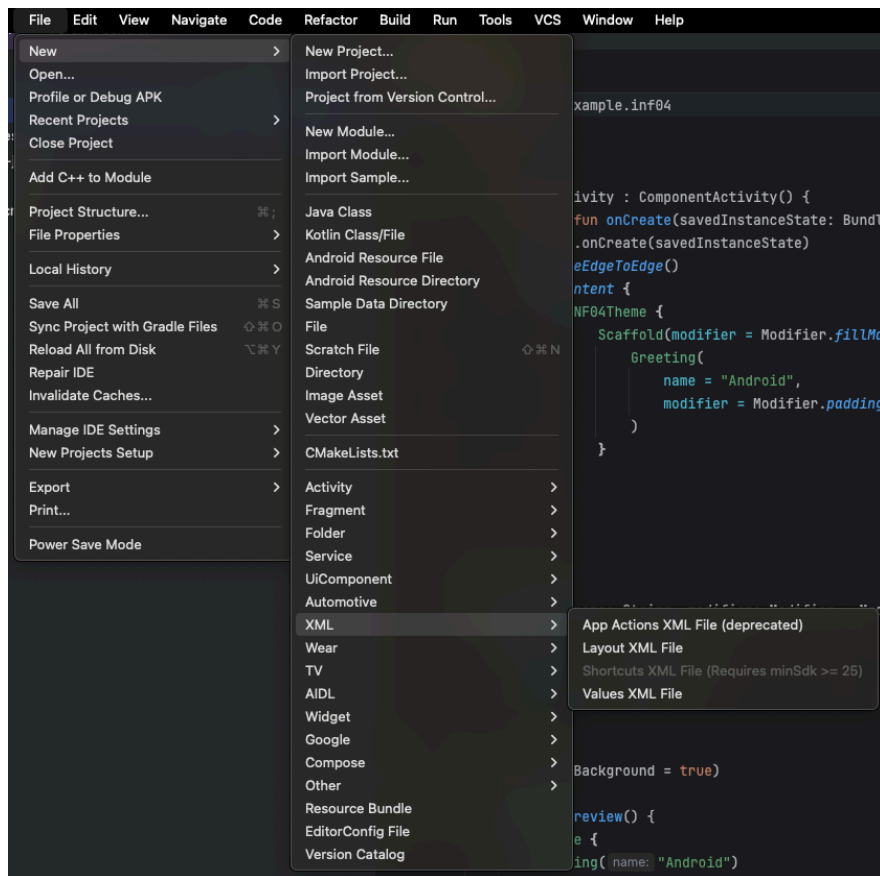 File Edit View Navigate Code Refactor Build Run Tools VCS Window Help
New
Open...
Profile or Debug APK
Recent Projects
Close Project
Add C++ to Module
Project Structure... ⌘ ;
File Properties
Local History
Save All ⌘ S
Sync Project with Gradle Files ⇧ ⌘ O
Reload All from Disk ⌥ ⌘ Y
Repair IDE
Invalidate Caches...
Manage IDE Settings
New Projects Setup
Export
Print...
Power Save Mode
New Project...
Import Project...
Project from Version Control...
New Module...
Import Module...
Import Sample...
Java Class
Kotlin Class/File
Android Resource File
Android Resource Directory
Sample Data Directory
File
Scratch File ⇧ ⌘ N
Directory
Image Asset
Vector Asset
CMakeLists.txt
Activity
Fragment
Folder
Service
UiComponent
Automotive
XML
Wear
TV
AIDL
Widget
Google
Compose
Other
Resource Bundle
EditorConfig File
Version Catalog
App Actions XML File (deprecated)
Layout XML File
Shortcuts XML File (Requires minSdk >= 25)
Values XML File
xample.inf04
ivity : ComponentActivity() {
fun onCreate(savedInstanceState: Bundl
.onCreate(savedInstanceState)
eEdgeToEdge()
ntent {
NF04Theme {
Scaffold(modifier = Modifier.fillMa
Greeting(
name = "Android",
modifier = Modifier.padding
)
}
Background = true)
review() {
e {
ing( name: "Android")